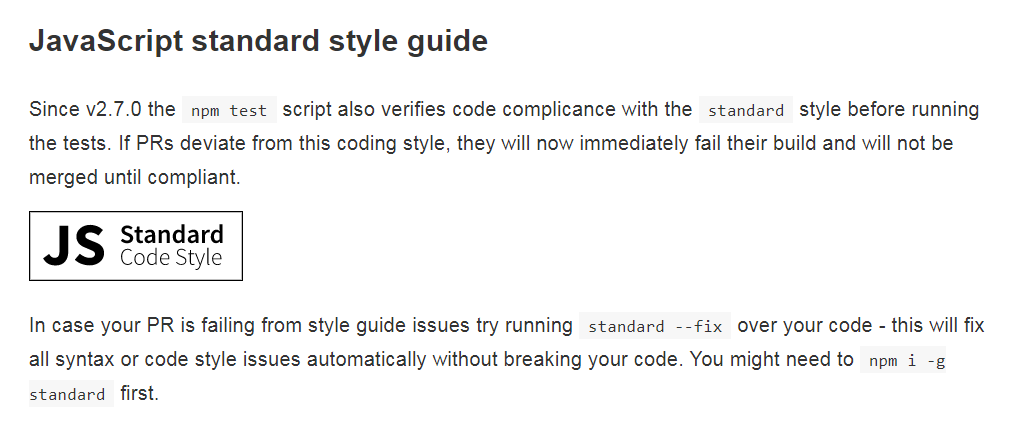 JavaScript standard style guide
Since v2.7.0 the npm test script also verifies code complicance with the standard style before running
the tests. If PRs deviate from this coding style, they will now immediately fail their build and will not be
merged until compliant.
JS Standard
Code Style
In case your PR is failing from style guide issues try running standard --fix over your code - this will fix
all syntax or code style issues automatically without breaking your code. You might need to npm i -g
standard first.